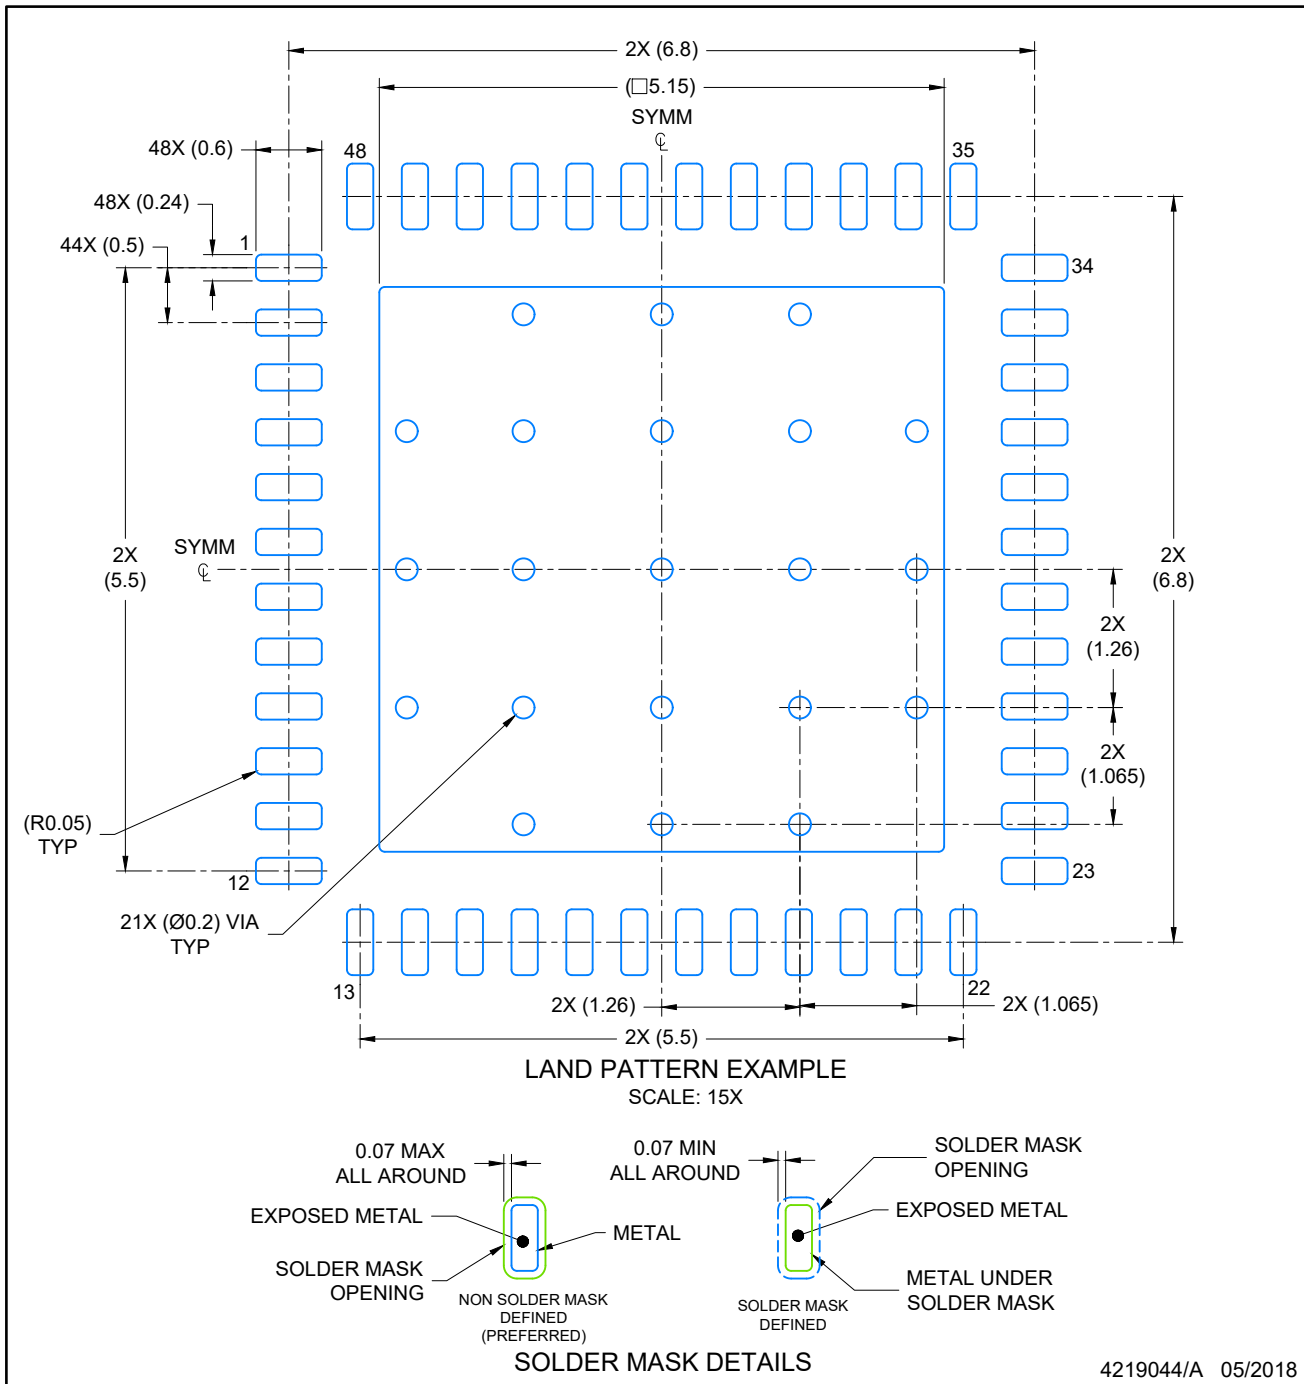 2X (6.8)
(□5.15)
SYMM
℄
48X (0.6)
48
35
48X (0.24)
44X (0.5)
1
34
SYMM
℄
2X
(5.5)
2X
(6.8)
2X
(1.26)
2X
(1.065)
(R0.05)
TYP
12
23
21X (Ø0.2) VIA
TYP
13
22
2X (1.26)
2X (1.065)
2X (5.5)
LAND PATTERN EXAMPLE
SCALE: 15X
0.07 MAX
ALL AROUND
0.07 MIN
ALL AROUND
SOLDER MASK
OPENING
EXPOSED METAL
EXPOSED METAL
METAL
SOLDER MASK
OPENING
METAL UNDER
SOLDER MASK
NON SOLDER MASK
DEFINED
(PREFERRED)
SOLDER MASK
DEFINED
SOLDER MASK DETAILS
4219044/A 05/2018